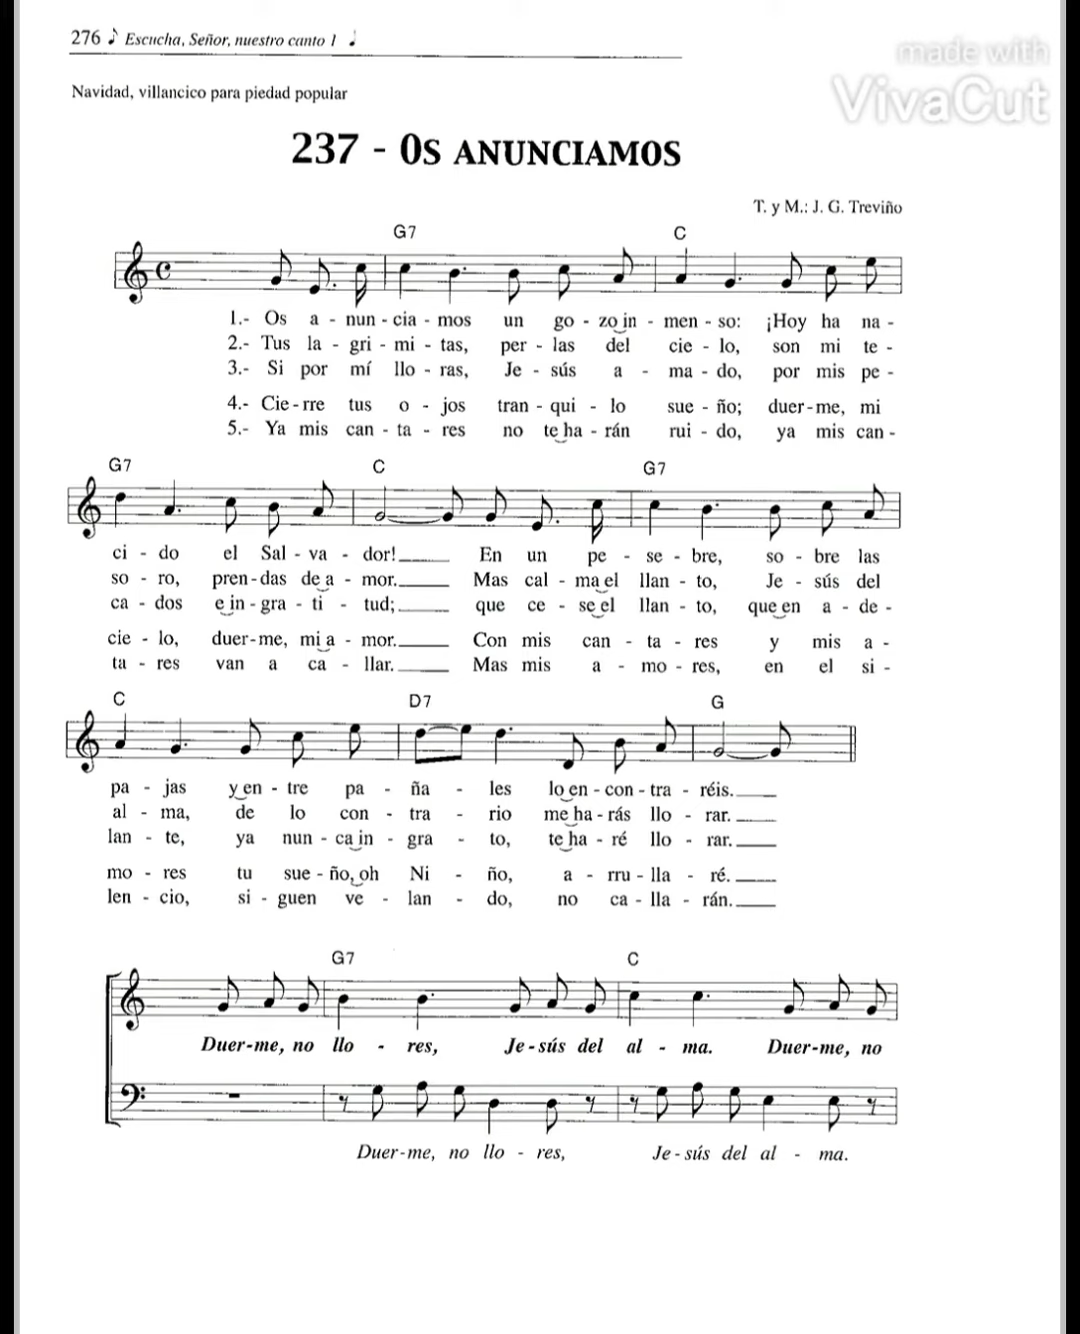 276 ♪ Escucha, Señor, nuestro canto 1 ♩
made with
VivaCut
Navidad, villancico para piedad popular
237 - Os anunciamos
T. y M.: J. G. Treviño
G7 C
1.- Os a - nun - cia - mos un go - zo in - men - so: ¡Hoy ha na -
2.- Tus la - gri - mi - tas, per - las del cie - lo, son mi te -
3.- Si por mí llo - ras, Je - sús a - ma - do, por mis pe -
4.- Cie - rre tus o - jos tran - qui - lo sue - ño; duer - me, mi
5.- Ya mis can - ta - res no te ha - rán rui - do, ya mis can -
G7 C G7
ci - do el Sal - va - dor!____ En un pe - se - bre, so - bre las
so - ro, pren - das de a - mor.____ Mas cal - ma el llan - to, Je - sús del
ca - dos e in - gra - ti - tud;____ que ce - se el llan - to, que en a - de -
cie - lo, duer - me, mi a - mor.____ Con mis can - ta - res y mis a -
ta - res van a ca - llar.____ Mas mis a - mo - res, en el si -
C D7 G
pa - jas y en - tre pa - ña - les lo en - con - tra - réis.____
al - ma, de lo con - tra - rio me ha - rás llo - rar.____
lan - te, ya nun - ca in - gra - to, te ha - ré llo - rar.____
mo - res tu sue - ño, oh Ni - ño, a - rru - lla - ré.____
len - cio, si - guen ve - lan - do, no ca - lla - rán.____
G7 C
Duer-me, no llo - res, Je - sús del al - ma. Duer-me, no
Duer-me, no llo - res, Je - sús del al - ma.